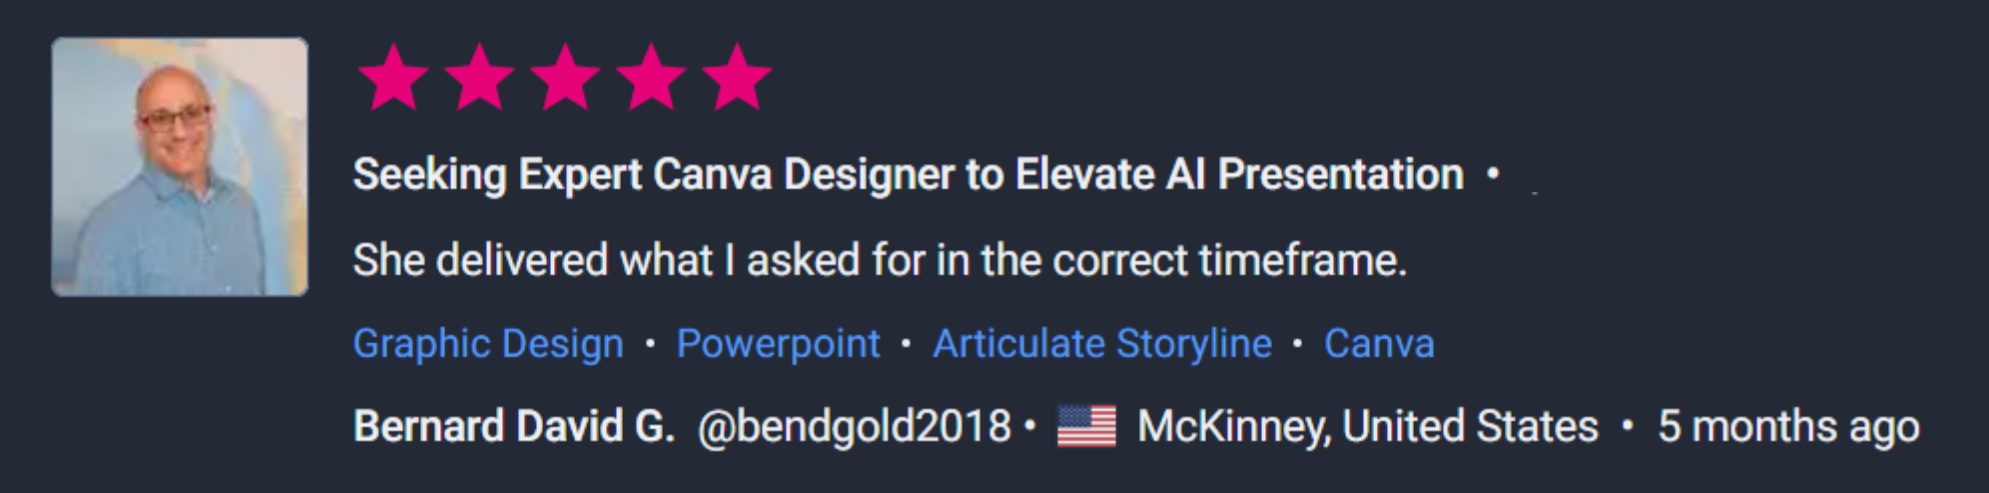 Seeking Expert Canva Designer to Elevate AI Presentation •
She delivered what I asked for in the correct timeframe.
Graphic Design • Powerpoint • Articulate Storyline • Canva
Bernard David G. @bendgold2018 • McKinney, United States • 5 months ago